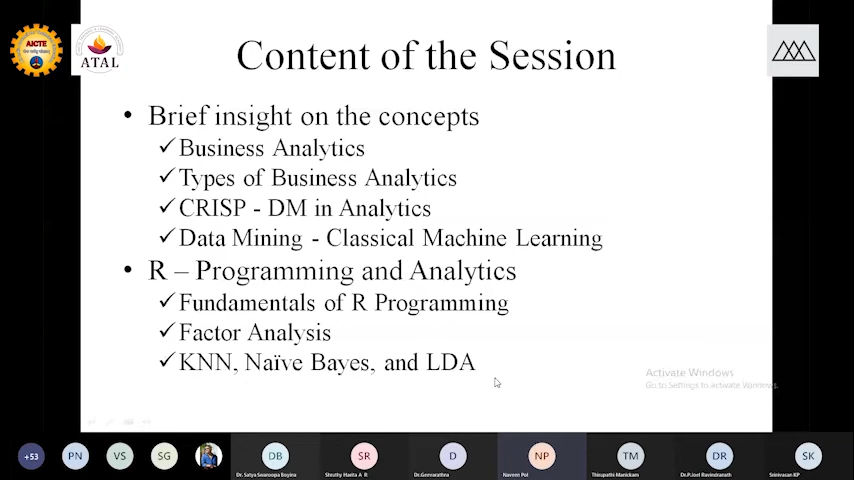 AICTE
ATAL
Content of the Session
• Brief insight on the concepts
✓Business Analytics
✓Types of Business Analytics
✓CRISP - DM in Analytics
✓Data Mining - Classical Machine Learning
• R – Programming and Analytics
✓Fundamentals of R Programming
✓Factor Analysis
✓KNN, Naïve Bayes, and LDA
Activate Windows
Go to Settings to activate Windows.
+53 PN VS SG DB SR D NP TM DR SK
Dr. Satya Swaroopa Boyina Shruthy Harita A R Dr.Geevarathna Naveen Pol Thirupathi Manickam Dr.P.Joel Ravindranath Srinivasan KP